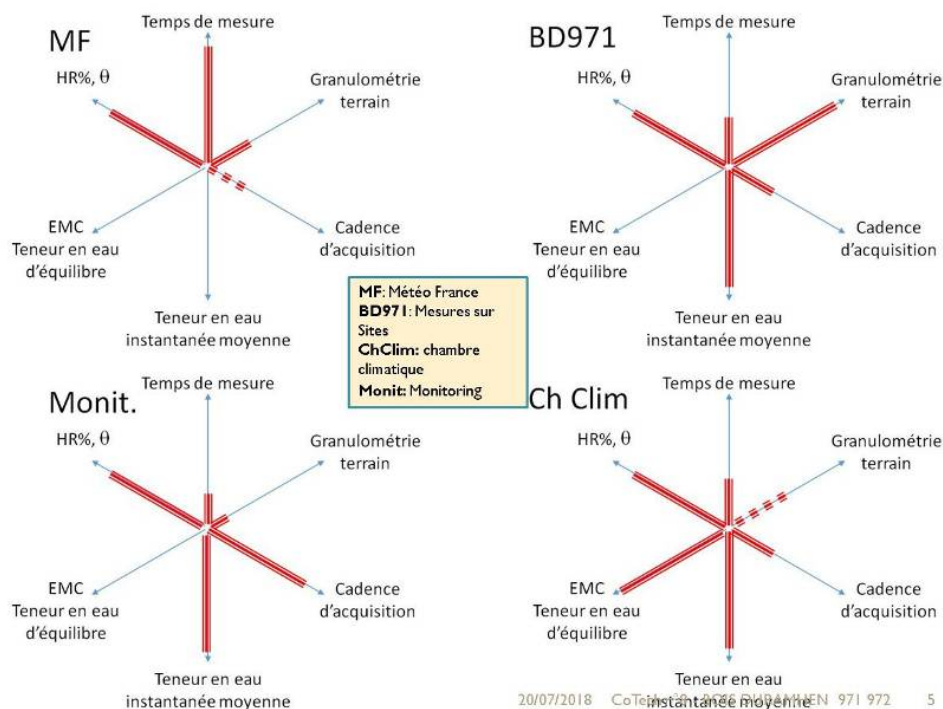 MF
Temps de mesure
HR%, θ
Granulométrie
terrain
EMC
Teneur en eau
d'équilibre
Cadence
d'acquisition
Teneur en eau
instantanée moyenne
BD971
Temps de mesure
HR%, θ
Granulométrie
terrain
EMC
Teneur en eau
d'équilibre
Cadence
d'acquisition
Teneur en eau
instantanée moyenne
MF: Météo France
BD971: Mesures sur
Sites
ChClim: chambre
climatique
Monit: Monitoring
Monit.
Temps de mesure
HR%, θ
Granulométrie
terrain
EMC
Teneur en eau
d'équilibre
Cadence
d'acquisition
Teneur en eau
instantanée moyenne
Ch Clim
Temps de mesure
HR%, θ
Granulométrie
terrain
EMC
Teneur en eau
d'équilibre
Cadence
d'acquisition
Teneur en eau
instantanée moyenne
20/07/2018 971 972 5